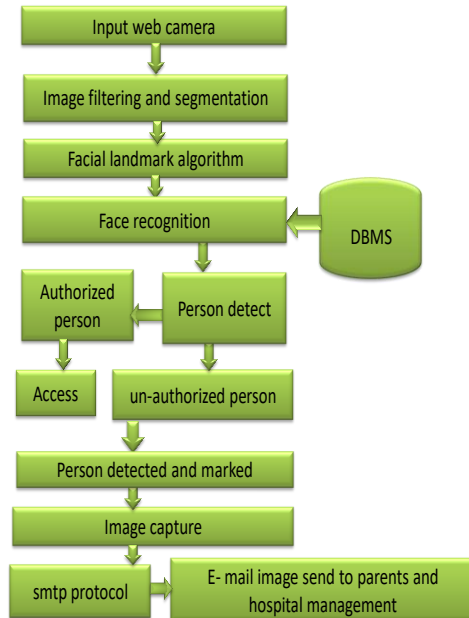 Input web camera
Image filtering and segmentation
Facial landmark algorithm
Face recognition
DBMS
Authorized
person
Person detect
Access
un-authorized person
Person detected and marked
Image capture
smtp protocol
E- mail image send to parents and
hospital management